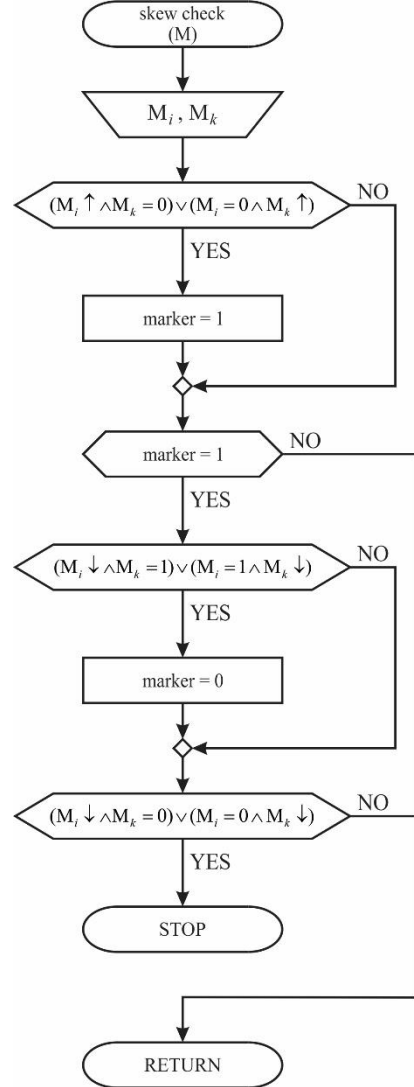 skew check
(M)
M_i , M_k
(M_i ↑ ∧M_k = 0) ∨ (M_i = 0 ∧ M_k ↑)
NO
YES
marker = 1
marker = 1
NO
YES
(M_i ↓ ∧M_k = 1) ∨ (M_i = 1 ∧ M_k ↓)
NO
YES
marker = 0
(M_i ↓ ∧M_k = 0) ∨ (M_i = 0 ∧ M_k ↓)
NO
YES
STOP
RETURN